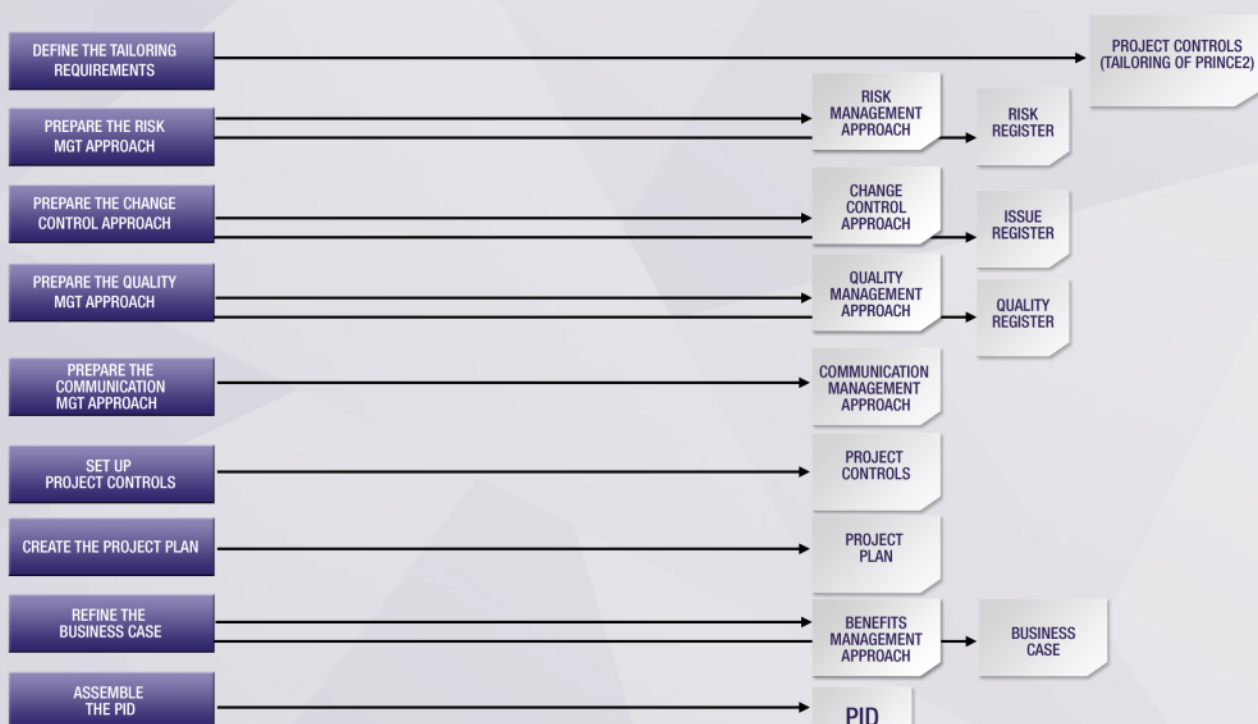 DEFINE THE TAILORING
REQUIREMENTS
PROJECT CONTROLS
(TAILORING OF PRINCE2)
PREPARE THE RISK
MGT APPROACH
RISK
MANAGEMENT
APPROACH
RISK
REGISTER
PREPARE THE CHANGE
CONTROL APPROACH
CHANGE
CONTROL
APPROACH
ISSUE
REGISTER
PREPARE THE QUALITY
MGT APPROACH
QUALITY
MANAGEMENT
APPROACH
QUALITY
REGISTER
PREPARE THE
COMMUNICATION
MGT APPROACH
COMMUNICATION
MANAGEMENT
APPROACH
SET UP
PROJECT CONTROLS
PROJECT
CONTROLS
CREATE THE PROJECT PLAN
PROJECT
PLAN
REFINE THE
BUSINESS CASE
BENEFITS
MANAGEMENT
APPROACH
BUSINESS
CASE
ASSEMBLE
THE PID
PID